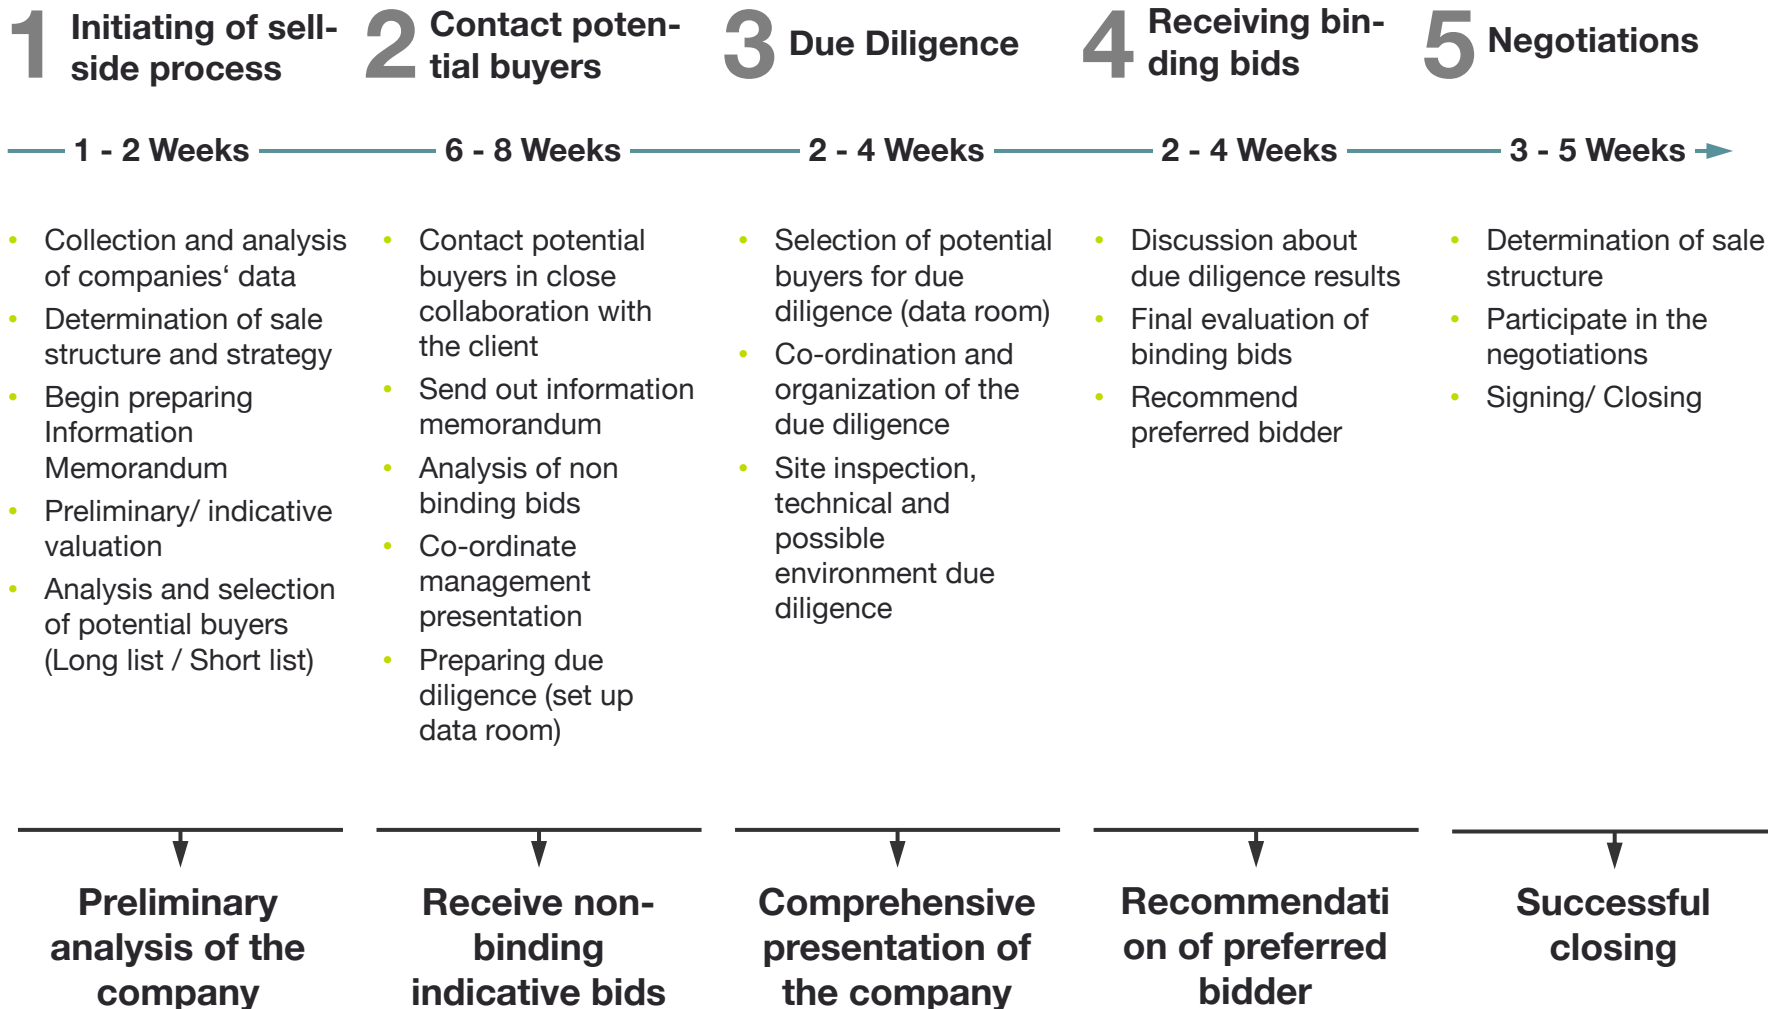 1
Initiating of sell-
side process
2
Contact poten-
tial buyers
3
Due Diligence
4
Receiving bin-
ding bids
5
Negotiations
1 - 2 Weeks
6 - 8 Weeks
2 - 4 Weeks
2 - 4 Weeks
3 - 5 Weeks
• Collection and analysis
of companies‘ data
• Determination of sale
structure and strategy
• Begin preparing
Information
Memorandum
• Preliminary/ indicative
valuation
• Analysis and selection
of potential buyers
(Long list / Short list)
• Contact potential
buyers in close
collaboration with
the client
• Send out information
memorandum
• Analysis of non
binding bids
• Co-ordinate
management
presentation
• Preparing due
diligence (set up
data room)
• Selection of potential
buyers for due
diligence (data room)
• Co-ordination and
organization of the
due diligence
• Site inspection,
technical and
possible
environment due
diligence
• Discussion about
due diligence results
• Final evaluation of
binding bids
• Recommend
preferred bidder
• Determination of sale
structure
• Participate in the
negotiations
• Signing/ Closing
Preliminary
analysis of the
company
Receive non-
binding
indicative bids
Comprehensive
presentation of
the company
Recommendati
on of preferred
bidder
Successful
closing